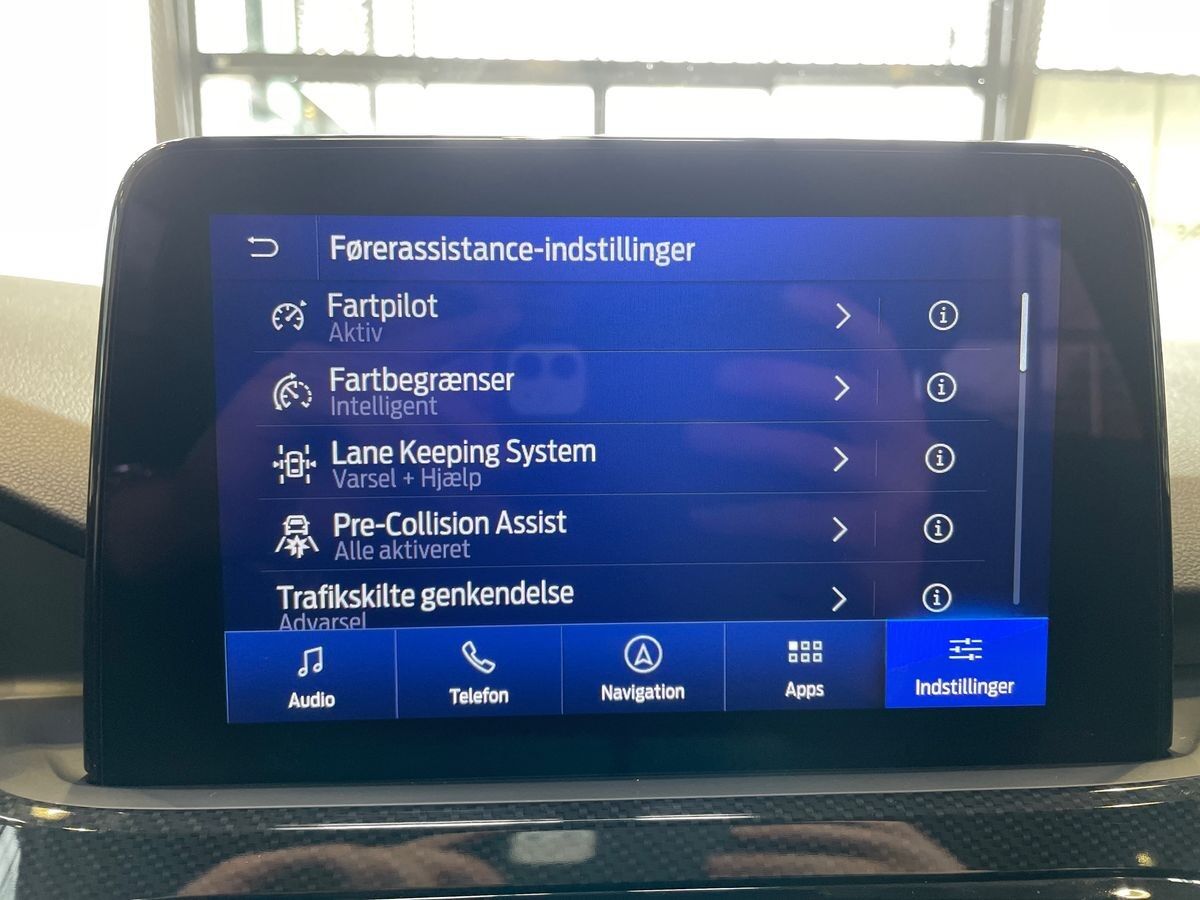 Førerassistance-indstillinger
Fartpilot
Aktiv
Fartbegrænser
Intelligent
Lane Keeping System
Varsel + Hjælp
Pre-Collision Assist
Alle aktiveret
Trafikskilte genkendelse
Advarsel
Audio
Telefon
Navigation
Apps
Indstillinger